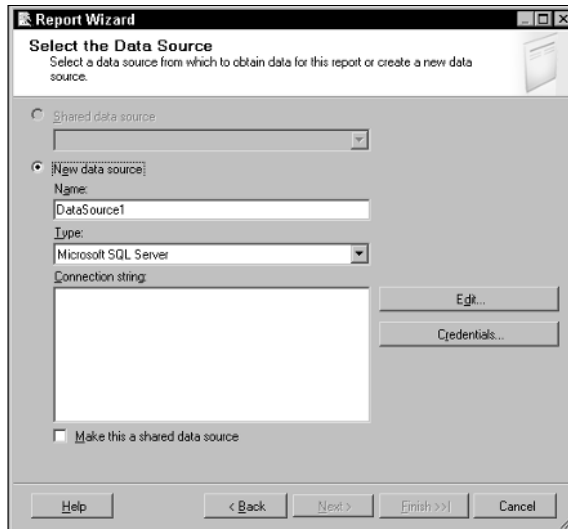 Report Wizard
Select the Data Source
Select a data source from which to obtain data for this report or create a new data
source.
Shared data source
New data source
Name:
DataSource1
Type:
Microsoft SQL Server
Connection string:
Edit...
Credentials...
Make this a shared data source
Help
< Back
Next >
Finish >>|
Cancel